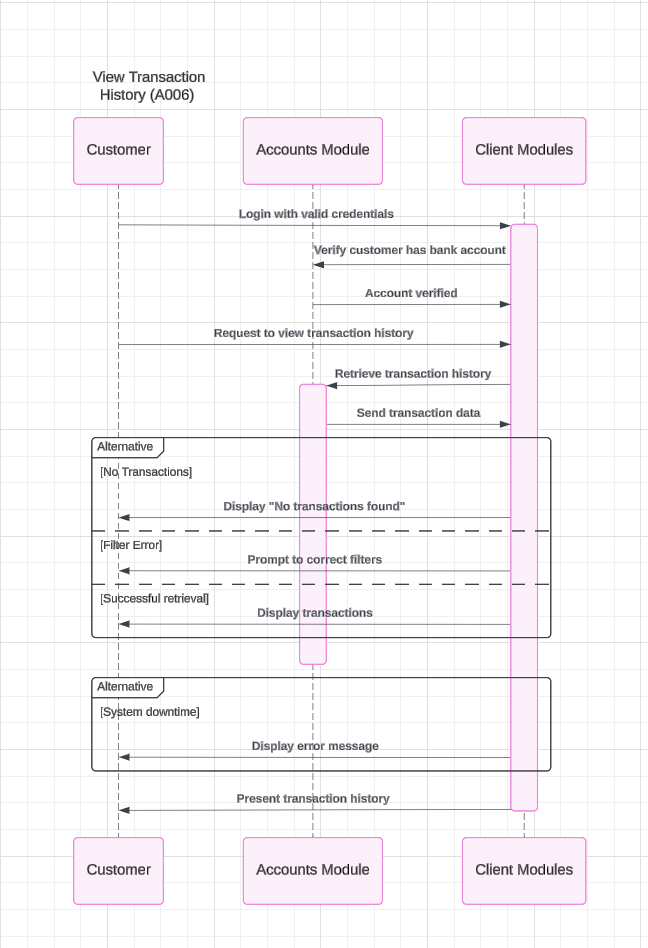 View Transaction
History (A006)
Customer
Accounts Module
Client Modules
Login with valid credentials
Verify customer has bank account
Account verified
Request to view transaction history
Retrieve transaction history
Send transaction data
Alternative
[No Transactions]
Display "No transactions found"
[Filter Error]
Prompt to correct filters
[Successful retrieval]
Display transactions
Alternative
[System downtime]
Display error message
Present transaction history
Customer
Accounts Module
Client Modules